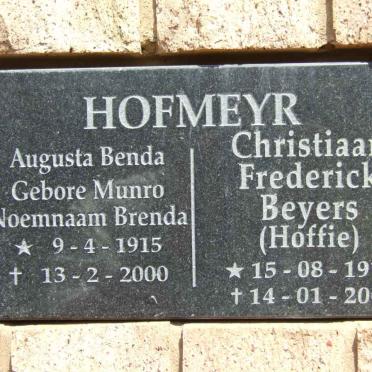 HOFMEYR
Augusta Benda
Gebore Munro
Noemnaam Brenda
★ 9 - 4 - 1915
† 13 - 2 - 2000
Christiaan
Frederick
Beyers
(Hoffie)
★ 15 - 08 - 19
† 14 - 01 - 20